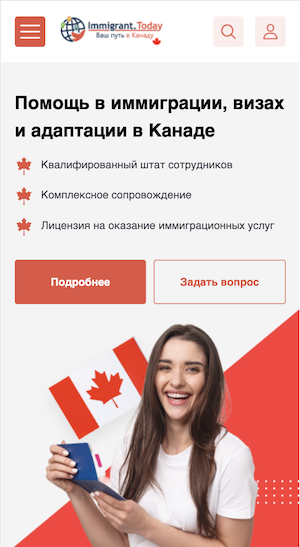 Immigrant.Today
Ваш путь в Канаду
Помощь в иммиграции, визах
и адаптации в Канаде
Квалифированный штат сотрудников
Комплексное сопровождение
Лицензия на оказание иммиграционных услуг
Подробнее
Задать вопрос